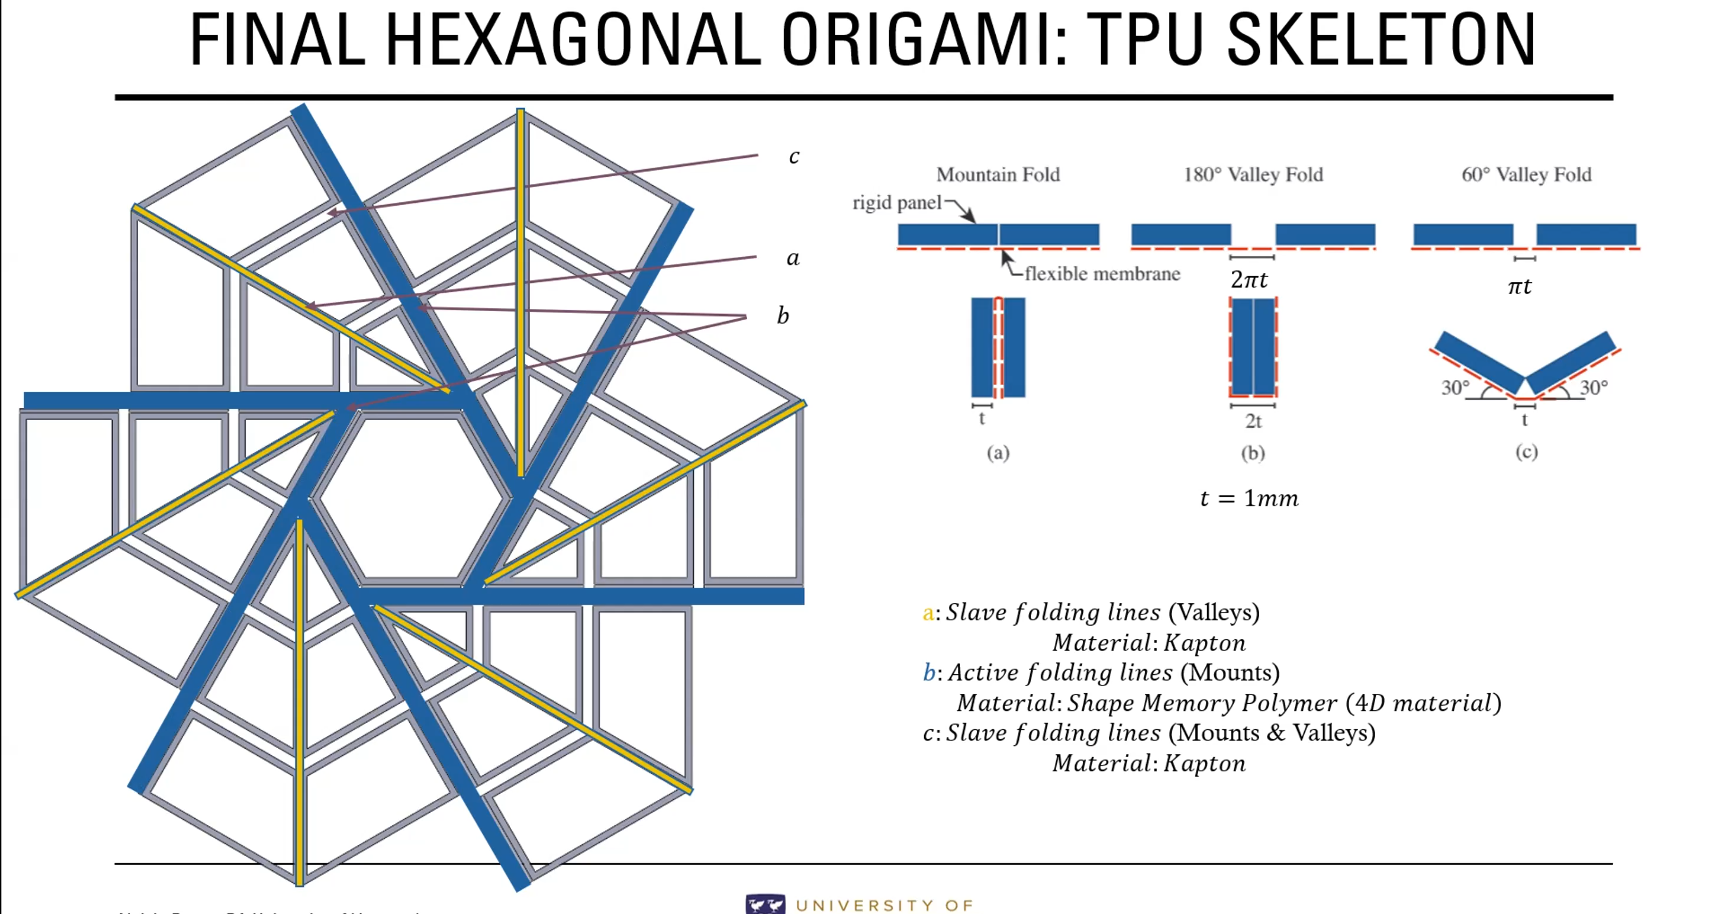 FINAL HEXAGONAL ORIGAMI: TPU SKELETON
c
a
b
Mountain Fold
180° Valley Fold
60° Valley Fold
rigid panel
flexible membrane
2πt
πt
30°
30°
t
2t
t
(a)
(b)
(c)
t = 1mm
a: Slave folding lines (Valleys)
Material: Kapton
b: Active folding lines (Mounts)
Material: Shape Memory Polymer (4D material)
c: Slave folding lines (Mounts & Valleys)
Material: Kapton
UNIVERSITY OF